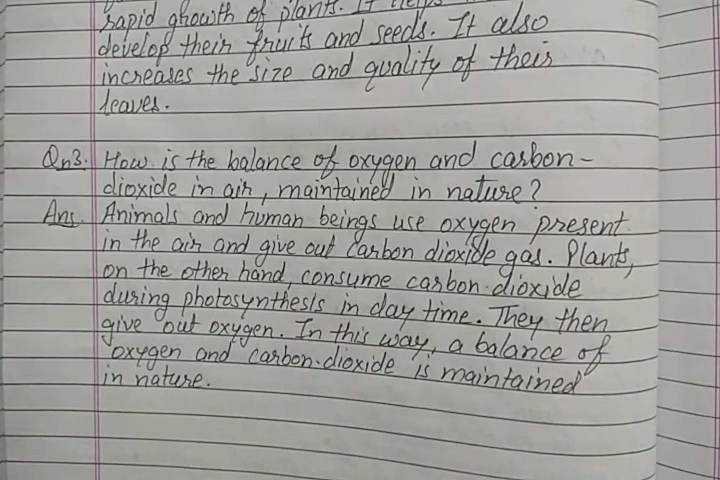 rapid growth of plants. It helps
develop their fruits and seeds. It also
increases the size and quality of their
leaves.
Qn3. How is the balance of oxygen and carbon-
dioxide in air, maintained in nature?
Ans. Animals and human beings use oxygen present
in the air and give out carbon dioxide gas. Plants,
on the other hand, consume carbon-dioxide
during photosynthesis in day time. They then
give out oxygen. In this way, a balance of
oxygen and carbon-dioxide is maintained
in nature.